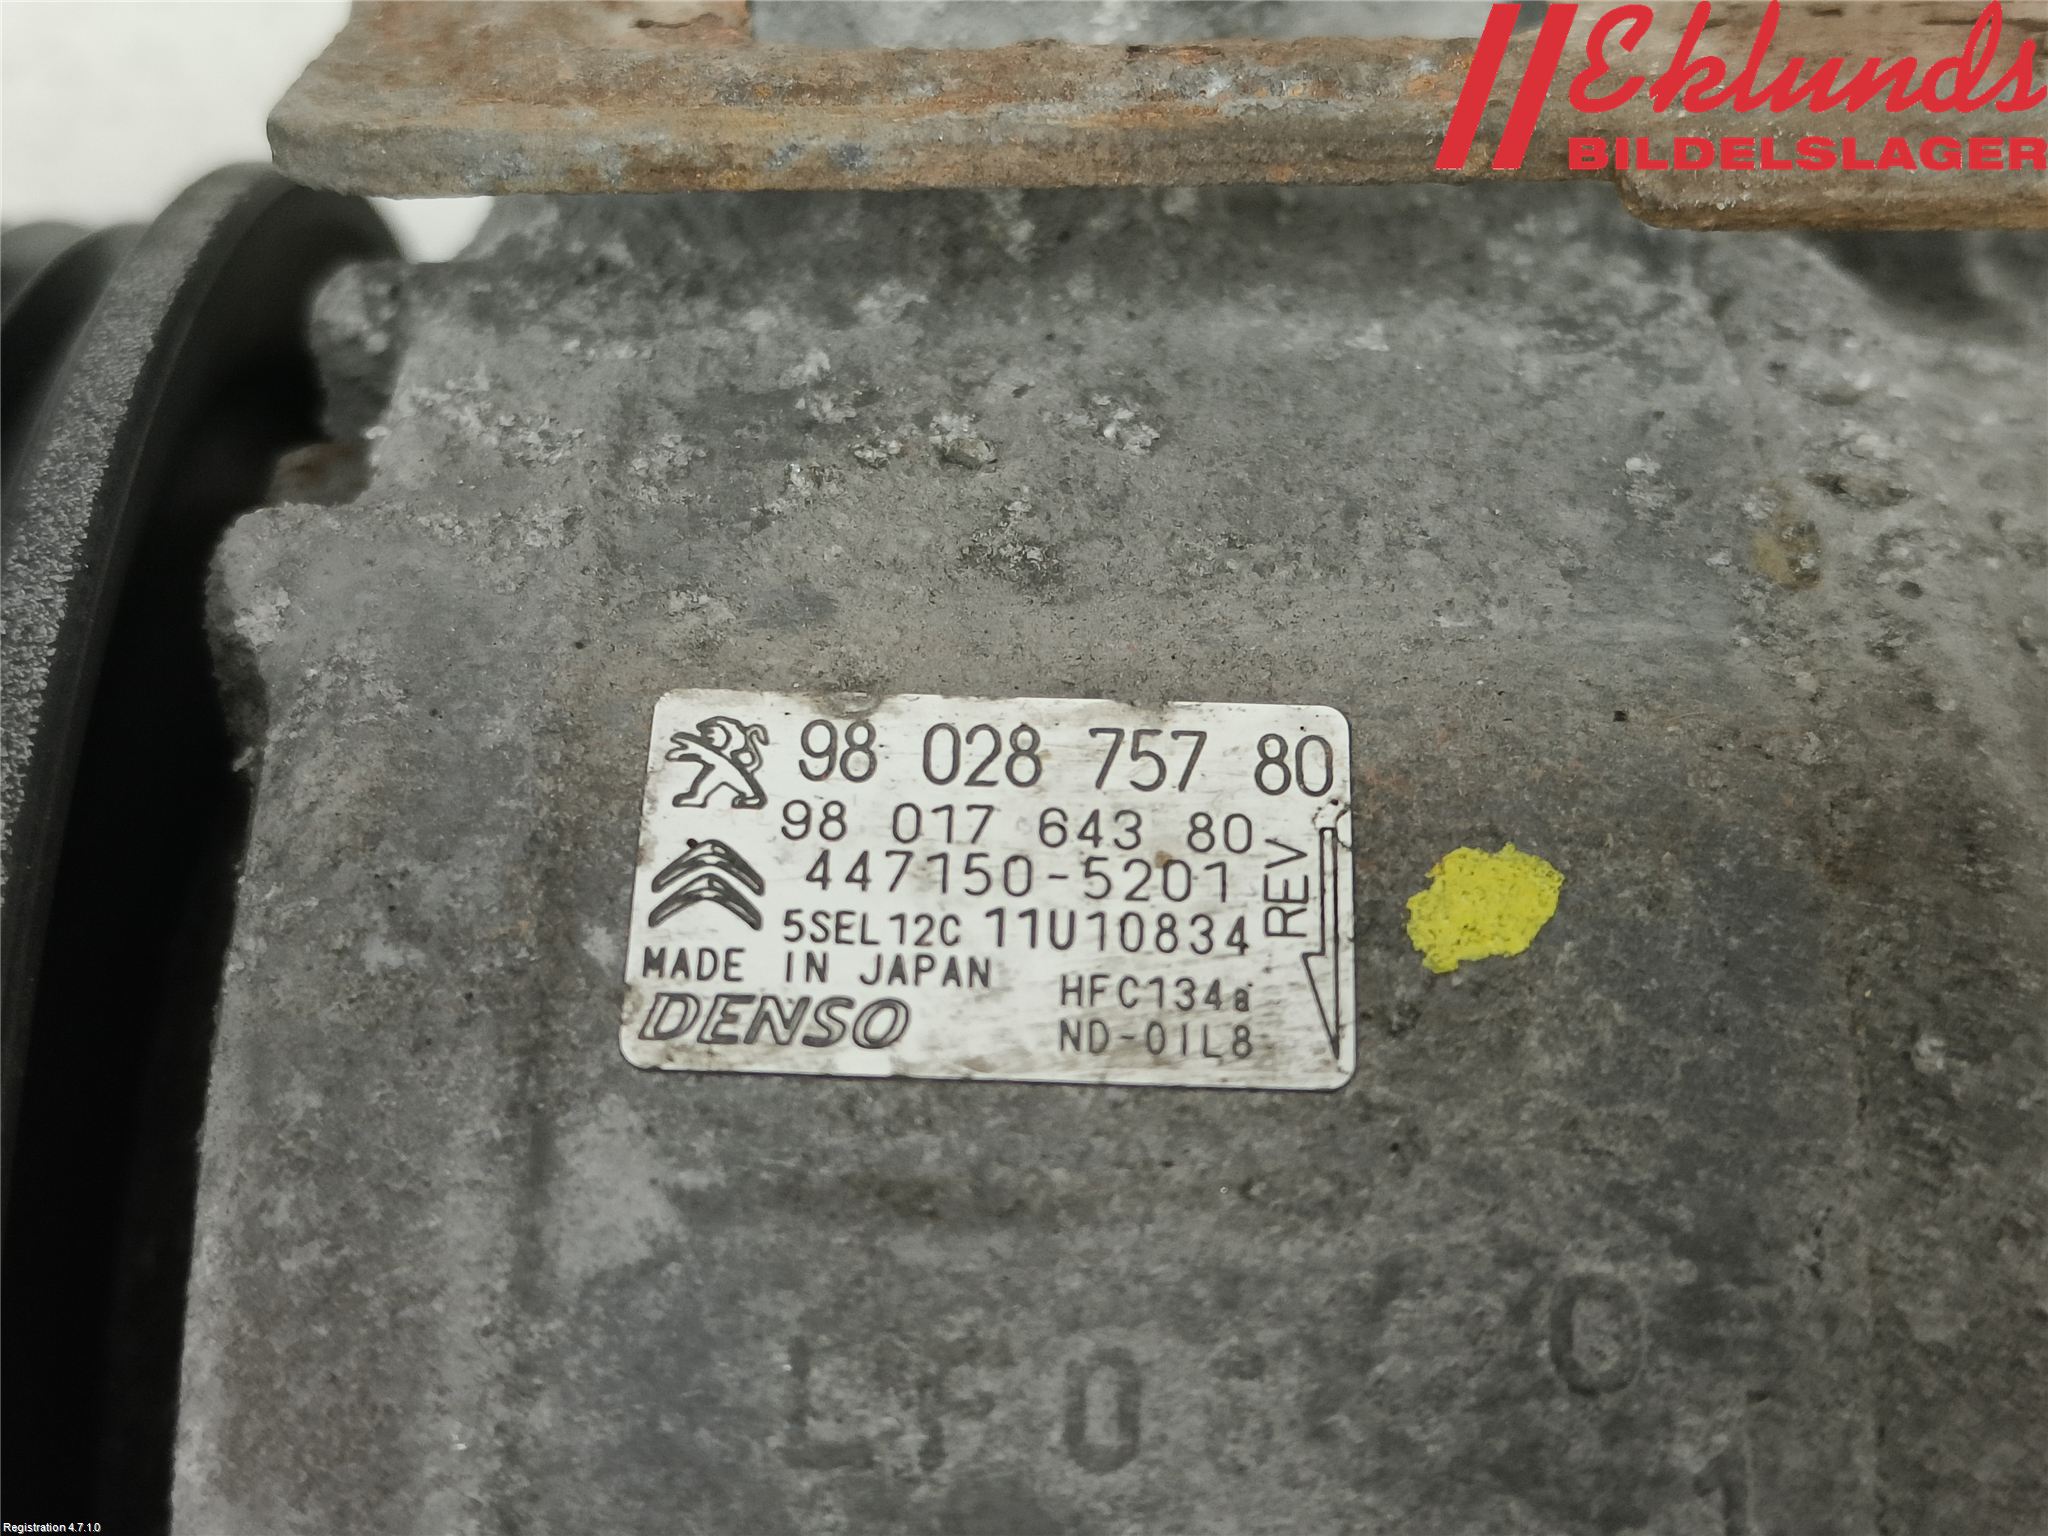 Eklunds
BILDELSLAGER
98 028 757 80
98 017 643 80
447150-5201
5SEL12C 11U10834
REV
MADE IN JAPAN
HFC134a
DENSO
ND-OIL8
Registration 4.7.1.0